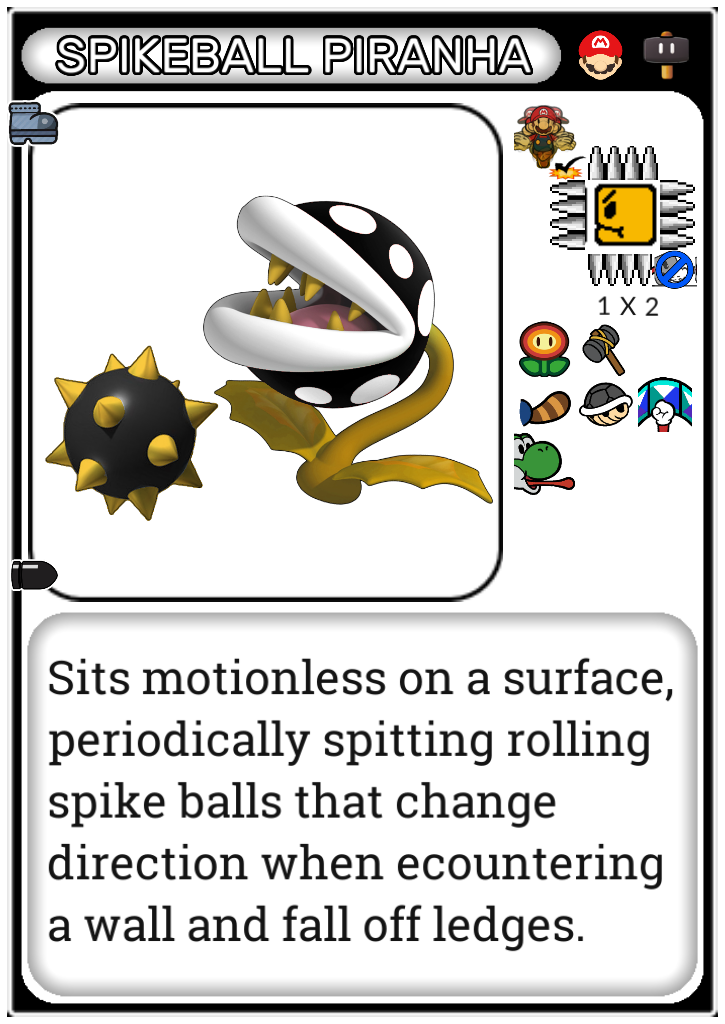 SPIKEBALL PIRANHA
1 X 2
Sits motionless on a surface,
periodically spitting rolling
spike balls that change
direction when ecountering
a wall and fall off ledges.